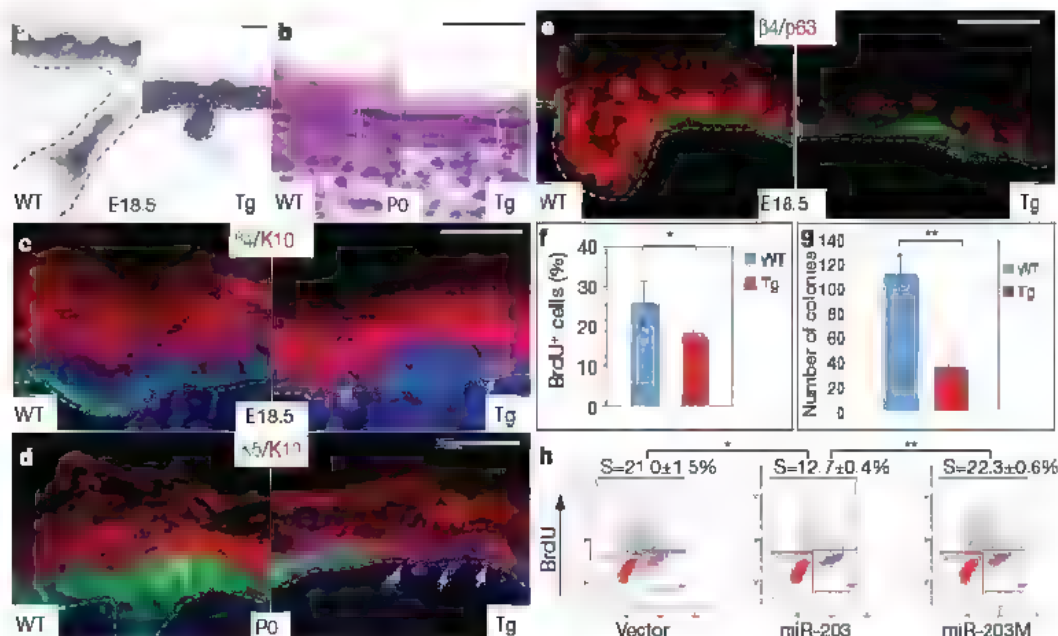 b
e
β4/p63
WT
E18.5
Tg
WT
P0
Tg
WT
E18.5
Tg
c
β4/K10
WT
E18.5
Tg
d
K5/K10
WT
P0
Tg
f
*
40
30
20
10
0
BrdU+ cells (%)
WT
Tg
g
**
140
120
100
80
60
40
20
0
Number of colonies
WT
Tg
h
*
**
S=21.0±1.5%
S=12.7±0.4%
S=22.3±0.6%
BrdU
Vector
miR-203
miR-203M